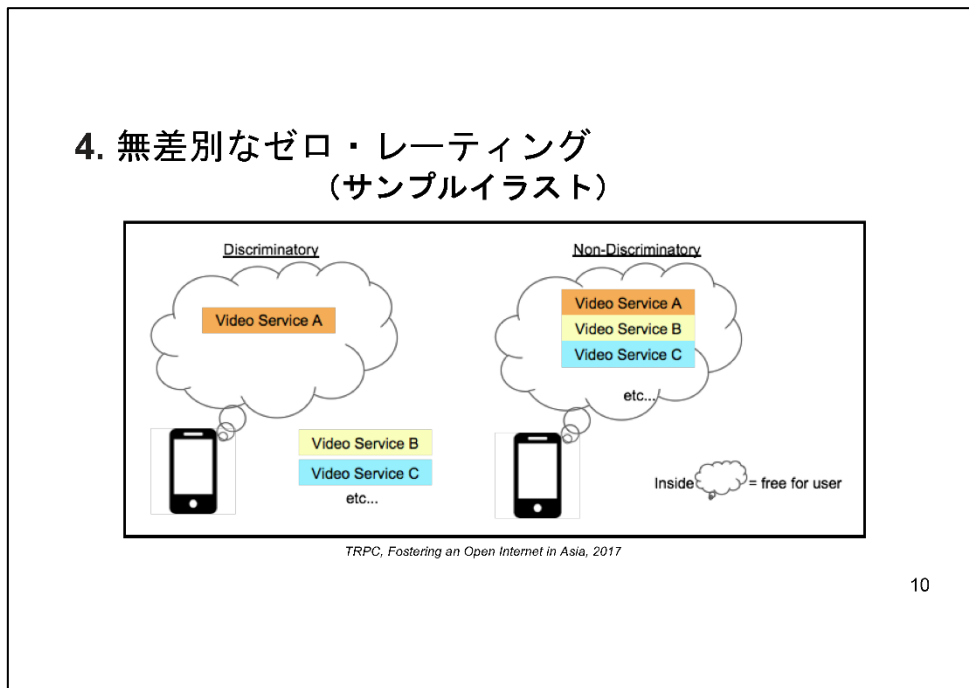 4. 無差別なゼロ・レーティング
（サンプルイラスト）
Discriminatory
Video Service A
Video Service B
Video Service C
etc...
Non-Discriminatory
Video Service A
Video Service B
Video Service C
etc...
Inside = free for user
TRPC, Fostering an Open Internet in Asia, 2017
10